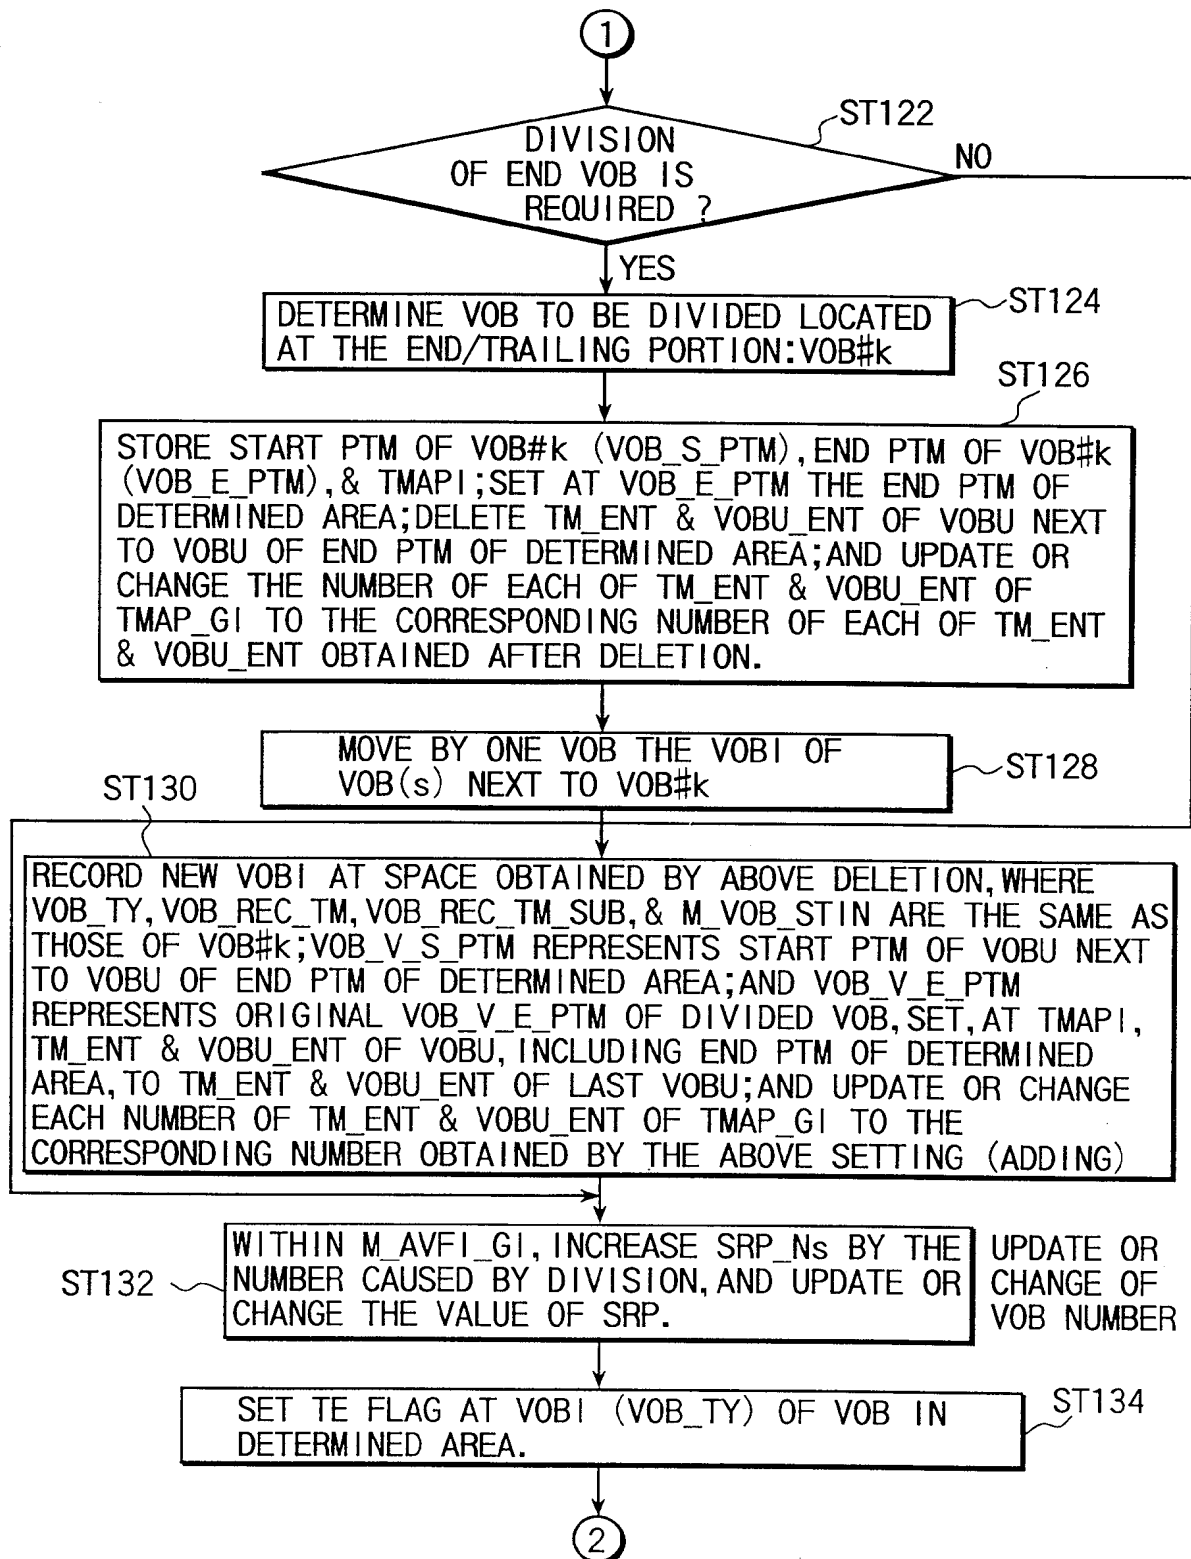 1
ST122
DIVISION
OF END VOB IS
REQUIRED ?
NO
YES
ST124
DETERMINE VOB TO BE DIVIDED LOCATED
AT THE END/TRAILING PORTION:VOB#k
ST126
STORE START PTM OF VOB#k (VOB_S_PTM),END PTM OF VOB#k
(VOB_E_PTM),& TMAPI;SET AT VOB_E_PTM THE END PTM OF
DETERMINED AREA;DELETE TM_ENT & VOBU_ENT OF VOBU NEXT
TO VOBU OF END PTM OF DETERMINED AREA;AND UPDATE OR
CHANGE THE NUMBER OF EACH OF TM_ENT & VOBU_ENT OF
TMAP_GI TO THE CORRESPONDING NUMBER OF EACH OF TM_ENT
& VOBU_ENT OBTAINED AFTER DELETION.
MOVE BY ONE VOB THE VOBI OF
VOB(s) NEXT TO VOB#k
ST128
ST130
RECORD NEW VOBI AT SPACE OBTAINED BY ABOVE DELETION,WHERE
VOB_TY,VOB_REC_TM,VOB_REC_TM_SUB,& M_VOB_STIN ARE THE SAME AS
THOSE OF VOB#k;VOB_V_S_PTM REPRESENTS START PTM OF VOBU NEXT
TO VOBU OF END PTM OF DETERMINED AREA;AND VOB_V_E_PTM
REPRESENTS ORIGINAL VOB_V_E_PTM OF DIVIDED VOB,SET,AT TMAPI,
TM_ENT & VOBU_ENT OF VOBU,INCLUDING END PTM OF DETERMINED
AREA,TO TM_ENT & VOBU_ENT OF LAST VOBU;AND UPDATE OR CHANGE
EACH NUMBER OF TM_ENT & VOBU_ENT OF TMAP_GI TO THE
CORRESPONDING NUMBER OBTAINED BY THE ABOVE SETTING (ADDING)
ST132
WITHIN M_AVFI_GI,INCREASE SRP_Ns BY THE
NUMBER CAUSED BY DIVISION,AND UPDATE OR
CHANGE THE VALUE OF SRP.
UPDATE OR
CHANGE OF
VOB NUMBER
SET TE FLAG AT VOBI (VOB_TY) OF VOB IN
DETERMINED AREA.
ST134
2